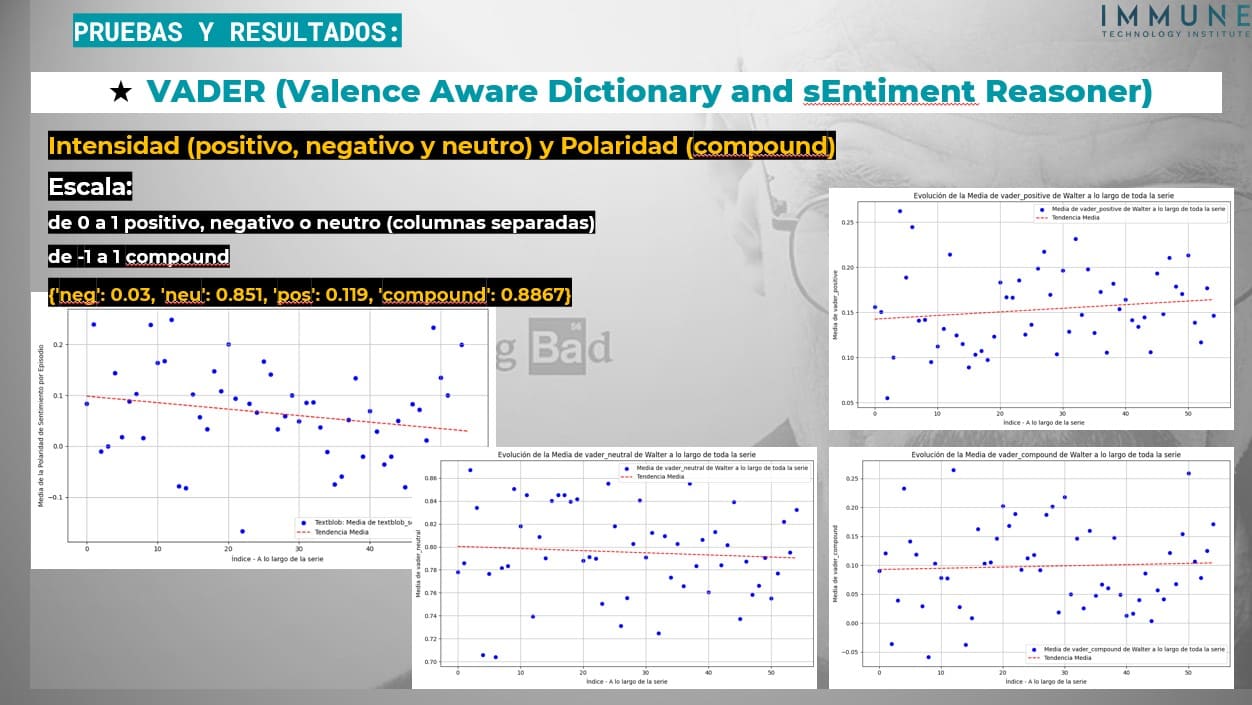 PRUEBAS Y RESULTADOS:
IMMUNE
TECHNOLOGY INSTITUTE
★ VADER (Valence Aware Dictionary and sEntiment Reasoner)
Intensidad (positivo, negativo y neutro) y Polaridad (compound)
Escala:
de 0 a 1 positivo, negativo o neutro (columnas separadas)
de -1 a 1 compound
{'neg': 0.03, 'neu': 0.851, 'pos': 0.119, 'compound': 0.8867}
g Bad
56
Media de la Polaridad de Sentimiento por Episodio
0.2
0.1
0.0
−0.1
Textblob: Media de textblob_s
Tendencia Media
0 10 20 30 40
Indice - A lo largo de la serie
Evolución de la Media de vader_positive de Walter a lo largo de toda la serie
Media de vader_positive de Walter a lo largo de toda la serie
Tendencia Media
Media de vader_positive
0.25
0.20
0.15
0.10
0.05
0 10 20 30 40 50
Indice - A lo largo de la serie
Evolución de la Media de vader_neutral de Walter a lo largo de toda la serie
Media de vader_neutral de Walter a lo largo de toda la serie
Tendencia Media
Media de vader_neutral
0.86
0.84
0.82
0.80
0.78
0.76
0.74
0.72
0.70
0 10 20 30 40 50
Indice - A lo largo de la serie
Evolución de la Media de vader_compound de Walter a lo largo de toda la serie
Media de vader_compound
0.25
0.20
0.15
0.10
0.05
0.00
−0.05
Media de vader_compound de Walter a lo largo de toda la serie
Tendencia Media
0 10 20 30 40 50
Indice - A lo largo de la serie